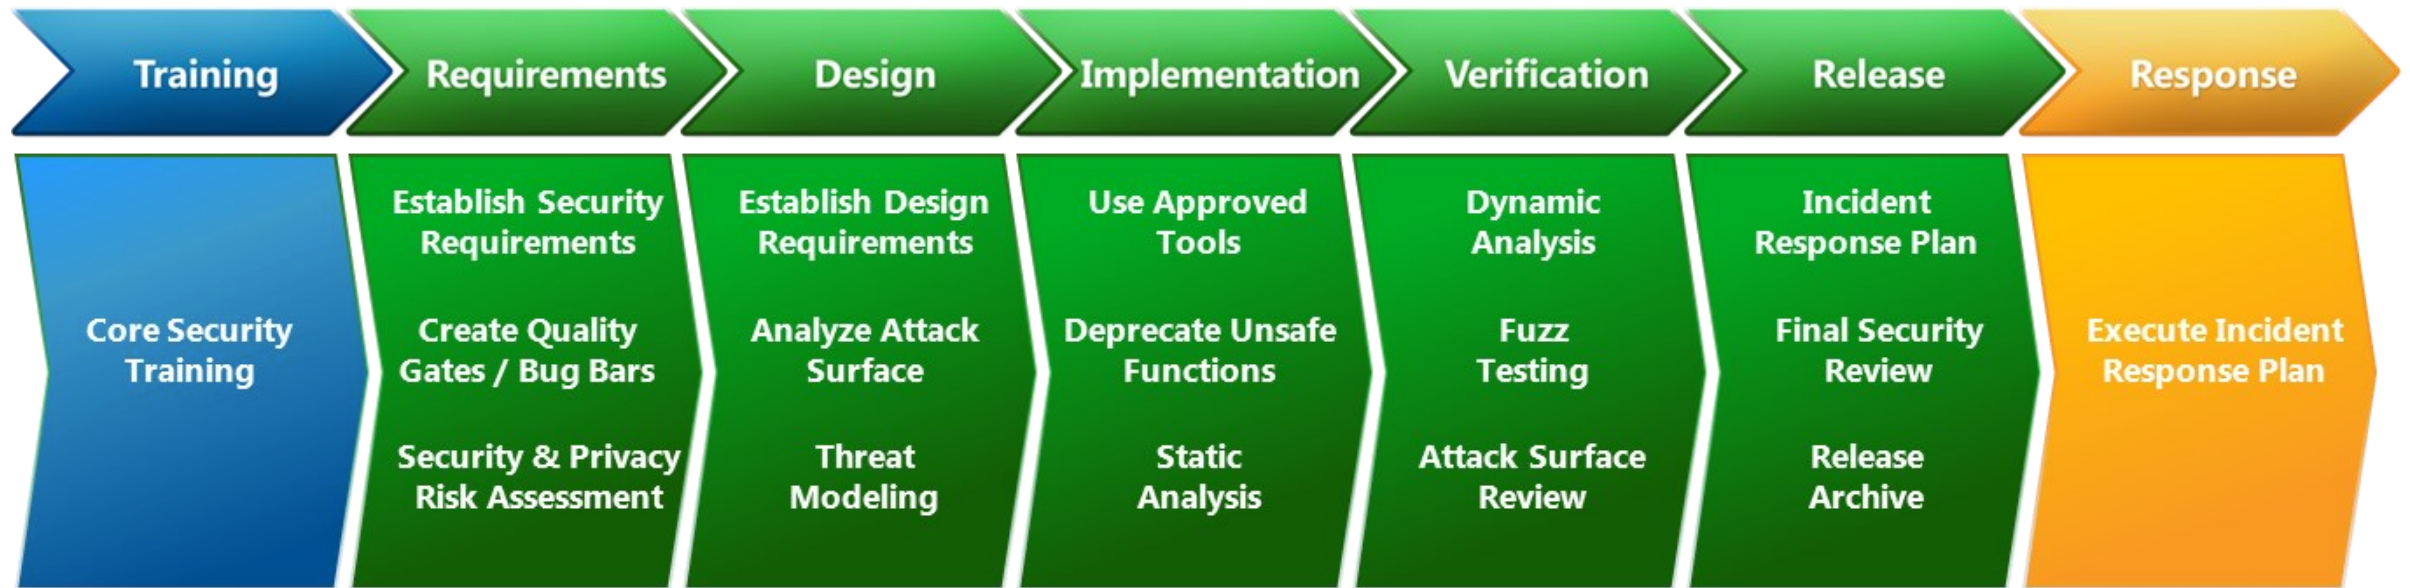 Training
Requirements
Design
Implementation
Verification
Release
Response
Core Security
Training
Establish Security
Requirements
Create Quality
Gates / Bug Bars
Security & Privacy
Risk Assessment
Establish Design
Requirements
Analyze Attack
Surface
Threat
Modeling
Use Approved
Tools
Deprecate Unsafe
Functions
Static
Analysis
Dynamic
Analysis
Fuzz
Testing
Attack Surface
Review
Incident
Response Plan
Final Security
Review
Release
Archive
Execute Incident
Response Plan